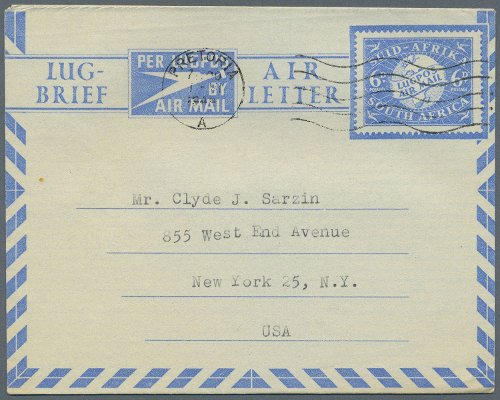 LUG-
BRIEF
PER LUGPOS
BY
AIR MAIL
PRETORIA
A
AIR
LETTER
SUID-AFRIKA
6D 6D
POSTAGE
LUGPOS
AIR MAIL
SOUTH AFRICA
Mr. Clyde J. Sarzin
855 West End Avenue
New York 25, N.Y.
USA